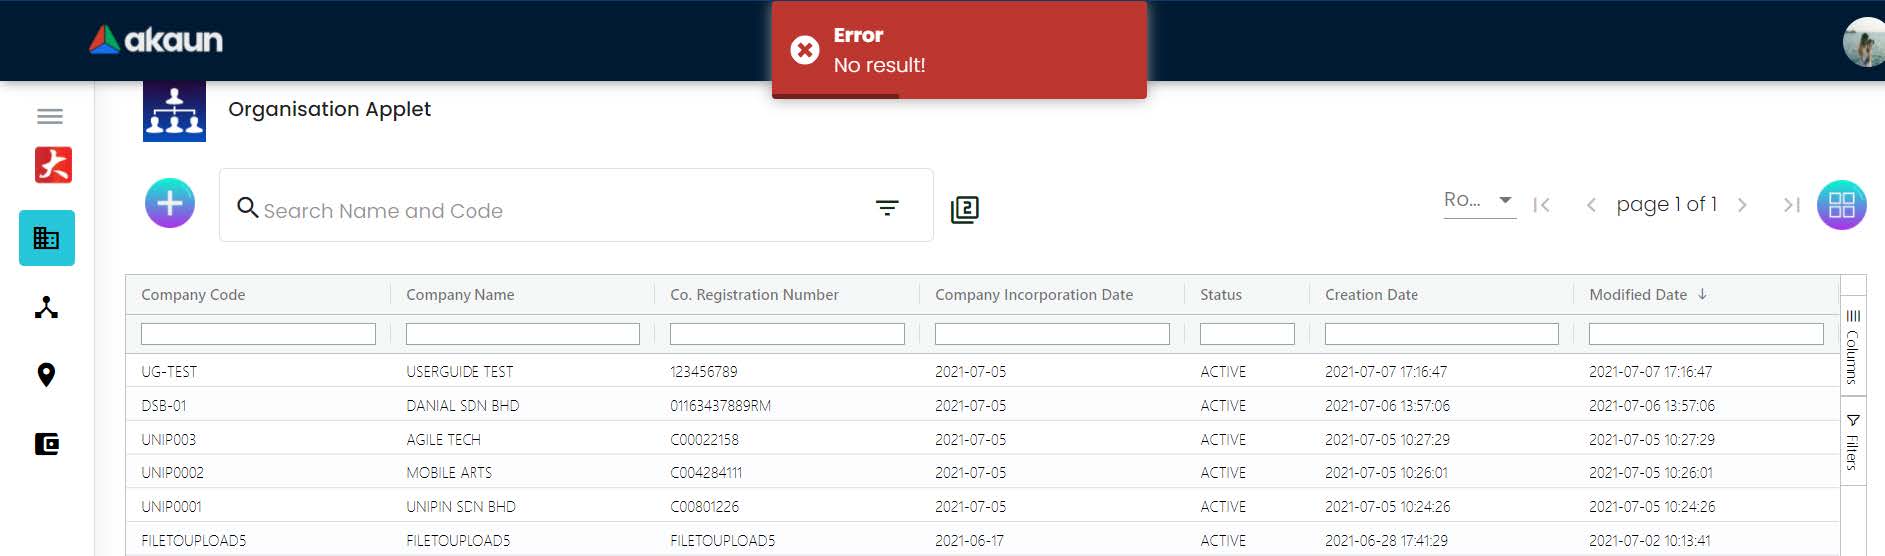 akaun
Error
No result!
Organisation Applet
Search Name and Code
2
Ro...
page 1 of 1
Company Code Company Name Co. Registration Number Company Incorporation Date Status Creation Date Modified Date
UG-TEST USERGUIDE TEST 123456789 2021-07-05 ACTIVE 2021-07-07 17:16:47 2021-07-07 17:16:47
DSB-01 DANIAL SDN BHD 01163437889RM 2021-07-05 ACTIVE 2021-07-06 13:57:06 2021-07-06 13:57:06
UNIP003 AGILE TECH C00022158 2021-07-05 ACTIVE 2021-07-05 10:27:29 2021-07-05 10:27:29
UNIP0002 MOBILE ARTS C004284111 2021-07-05 ACTIVE 2021-07-05 10:26:01 2021-07-05 10:26:01
UNIP0001 UNIPIN SDN BHD C00801226 2021-07-05 ACTIVE 2021-07-05 10:24:26 2021-07-05 10:24:26
FILETOUPLOAD5 FILETOUPLOAD5 FILETOUPLOAD5 2021-06-17 ACTIVE 2021-06-28 17:41:29 2021-07-02 10:13:41
Columns
Filters